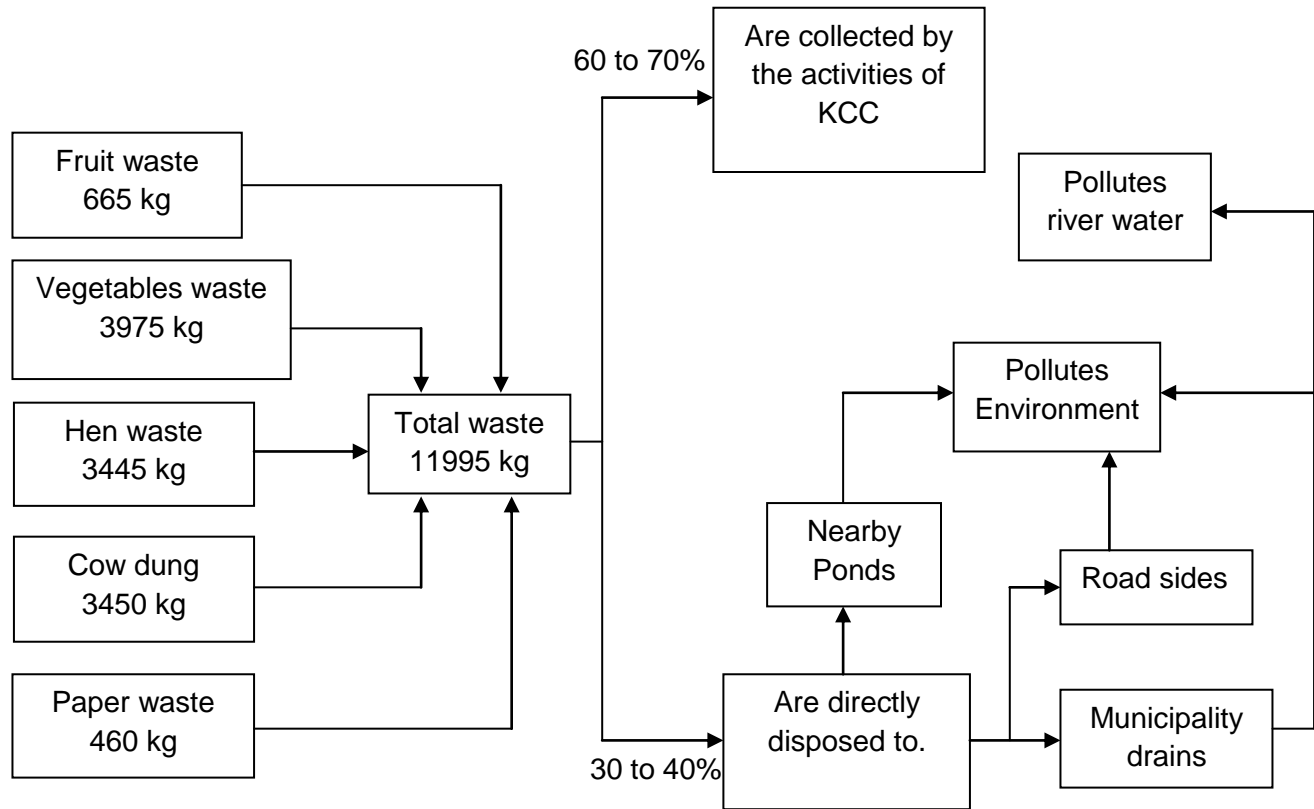 60 to 70%
Are collected by
the activities of
KCC
Fruit waste
665 kg
Vegetables waste
3975 kg
Hen waste
3445 kg
Cow dung
3450 kg
Paper waste
460 kg
Total waste
11995 kg
Pollutes
river water
Pollutes
Environment
Nearby
Ponds
Road sides
Are directly
disposed to.
Municipality
drains
30 to 40%